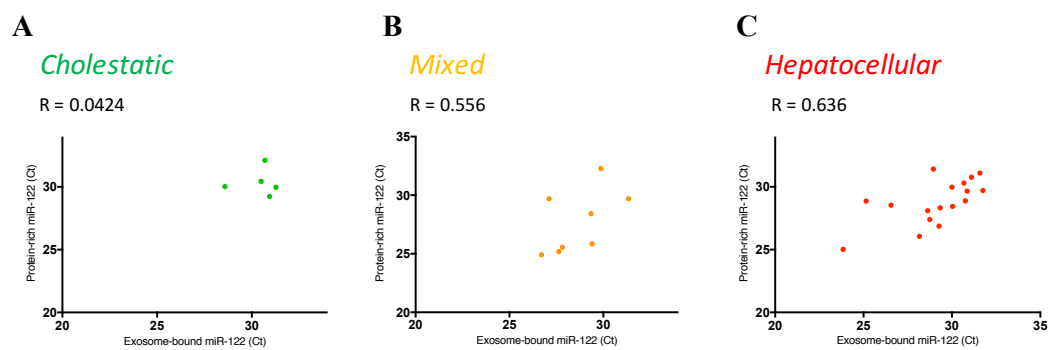 A
Cholestatic
R = 0.0424
Protein-rich miR-122 (Ct)
30
25
20
20
25
30
Exosome-bound miR-122 (Ct)
B
Mixed
R = 0.556
Protein-rich miR-122 (Ct)
35
30
25
20
20
25
30
Exosome-bound miR-122 (Ct)
C
Hepatocellular
R = 0.636
Protein-rich miR-122 (Ct)
30
25
20
20
25
30
35
Exosome-bound miR-122 (Ct)